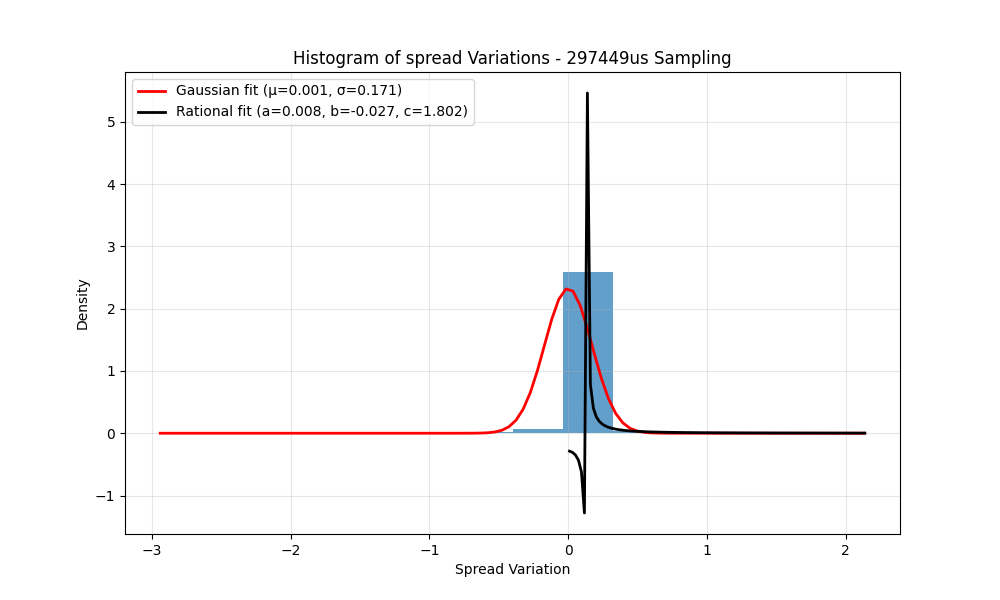 Histogram of spread Variations - 297449us Sampling
Gaussian fit (μ=0.001, σ=0.171)
Rational fit (a=0.008, b=-0.027, c=1.802)
Density
5
4
3
2
1
0
−1
−3
−2
−1
0
1
2
Spread Variation